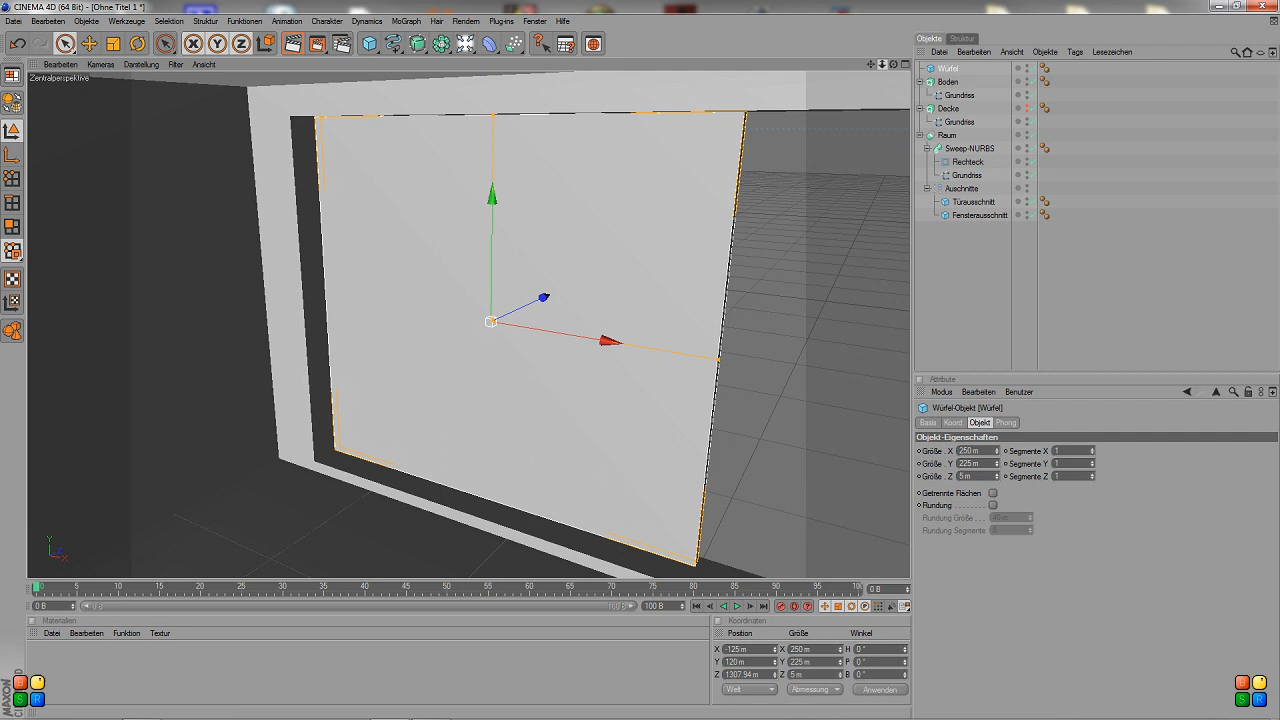 CINEMA 4D (64 Bit) - [Ohne Titel 1 *]
Datei Bearbeiten Objekte Werkzeuge Selektion Struktur Funktionen Animation Charakter Dynamics MoGraph Hair Rendern Plug-ins Fenster Hilfe
Objekte Struktur
Datei Bearbeiten Ansicht Objekte Tags Lesezeichen
Bearbeiten Kameras Darstellung Filter Ansicht
Zentralperspektive
Würfel
Boden
Grundriss
Decke
Grundriss
Raum
Sweep-NURBS
Rechteck
Grundriss
Auschnitte
Türausschnitt
Fensterausschnitt
Attribute
Modus Bearbeiten Benutzer
Würfel-Objekt [Würfel]
Basis Koord. Objekt Phong
Objekt-Eigenschaften
Größe . X 250 m Segmente X 1
Größe . Y 225 m Segmente Y 1
Größe . Z 5 m Segmente Z 1
Getrennte Flächen
Rundung
Rundung Größe
Rundung Segmente
Y
Z
X
0 5 10 15 20 25 30 35 40 45 50 55 60 65 70 75 80 85 90 95 100 0 B
0 B 0 B 100 B 100 B
Materialien
Datei Bearbeiten Funktion Textur
Koordinaten
Position Größe Winkel
X -125 m X 250 m H 0 °
Y 120 m Y 225 m P 0 °
Z 1307.94 m Z 5 m B 0 °
Welt Abmessung Anwenden
MAXON
S R
S R